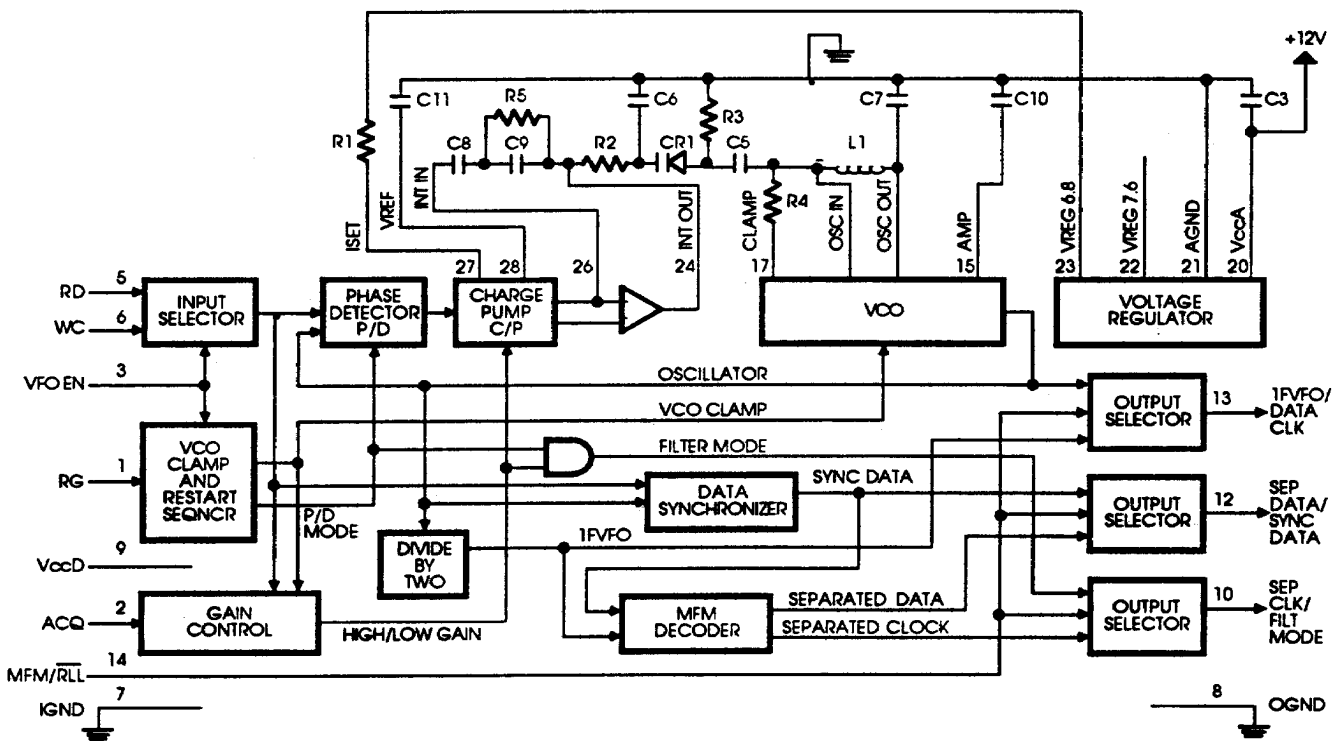 +12V
C11
R5
C6
R3
C7
C10
C3
R1
C8
C9
R2
CR1
C5
L1
R4
ISET
VREF
INT IN
INT OUT
CLAMP
OSC IN
OSC OUT
AMP
VREG 6.8
VREG 7.6
AGND
VccA
27
28
26
24
17
15
23
22
21
20
RD
5
WC
6
INPUT
SELECTOR
PHASE
DETECTOR
P/D
CHARGE
PUMP
C/P
VCO
VOLTAGE
REGULATOR
VFO EN
3
OSCILLATOR
VCO CLAMP
OUTPUT
SELECTOR
13
1FVFO/
DATA
CLK
RG
1
VCO
CLAMP
AND
RESTART
SEQNCR
P/D
MODE
FILTER MODE
DATA
SYNCHRONIZER
SYNC DATA
OUTPUT
SELECTOR
12
SEP
DATA/
SYNC
DATA
VccD
9
DIVIDE
BY
TWO
1FVFO
ACQ
2
GAIN
CONTROL
HIGH/LOW GAIN
MFM
DECODER
SEPARATED DATA
SEPARATED CLOCK
OUTPUT
SELECTOR
10
SEP
CLK/
FILT
MODE
MFM/RLL
14
IGND
7
8
OGND